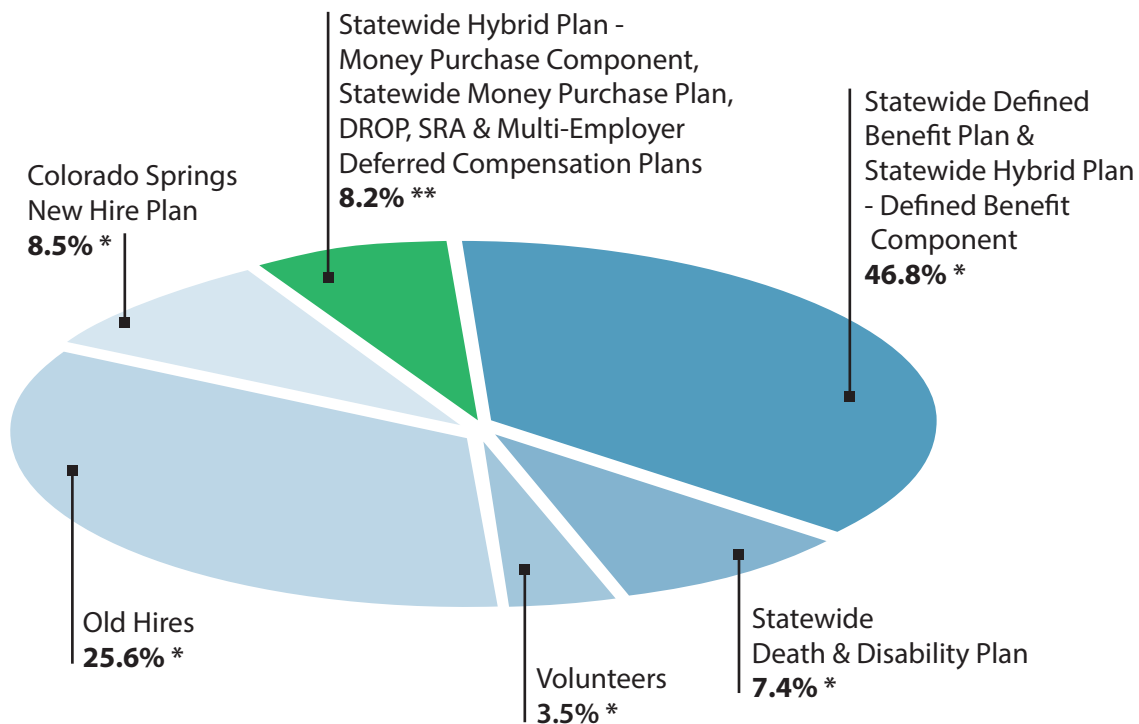 Statewide Hybrid Plan -
Money Purchase Component,
Statewide Money Purchase Plan,
DROP, SRA & Multi-Employer
Deferred Compensation Plans
8.2% **
Statewide Defined
Benefit Plan &
Statewide Hybrid Plan
- Defined Benefit
Component
46.8% *
Colorado Springs
New Hire Plan
8.5% *
Old Hires
25.6% *
Volunteers
3.5% *
Statewide
Death & Disability Plan
7.4% *